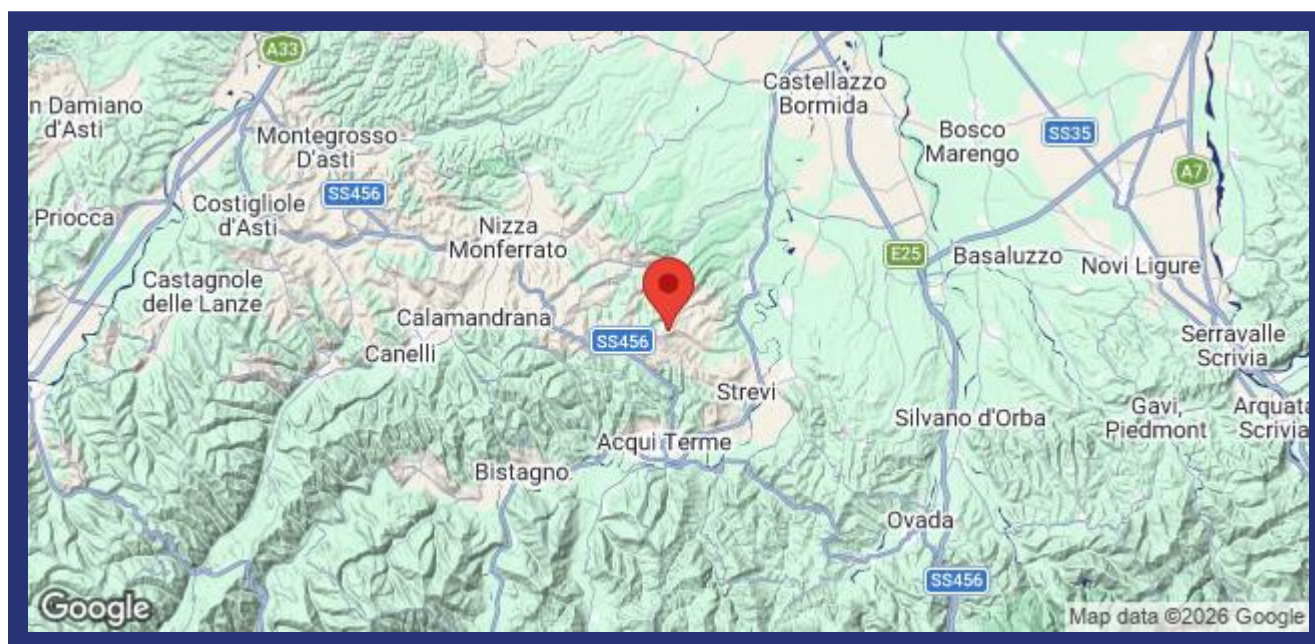 A33
n Damiano
d'Asti
Montegrosso
D'asti
SS456
Costigliole
d'Asti
Priocca
Castagnole
delle Lanze
Nizza
Monferrato
Calamandrana
Canelli
SS456
Castellazzo
Bormida
Bosco
Marengo
SS35
A7
E25
Basaluzzo
Novi Ligure
Serravalle
Scrivia
Strevi
Silvano d'Orba
Gavi,
Piedmont
Arquata
Scrivia
Acqui Terme
Bistagno
Ovada
SS456
Google
Map data ©2026 Google